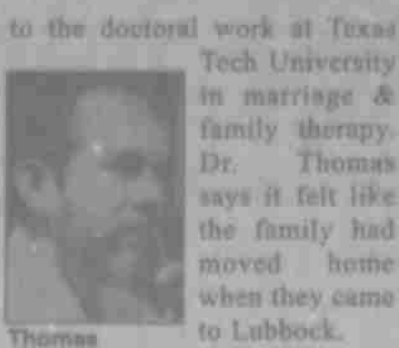 to the doctoral work at Texas
Tech University
in marriage &
family therapy.
Dr. Thomas
says it felt like
the family had
moved home
when they came
to Lubbock.
Thomas